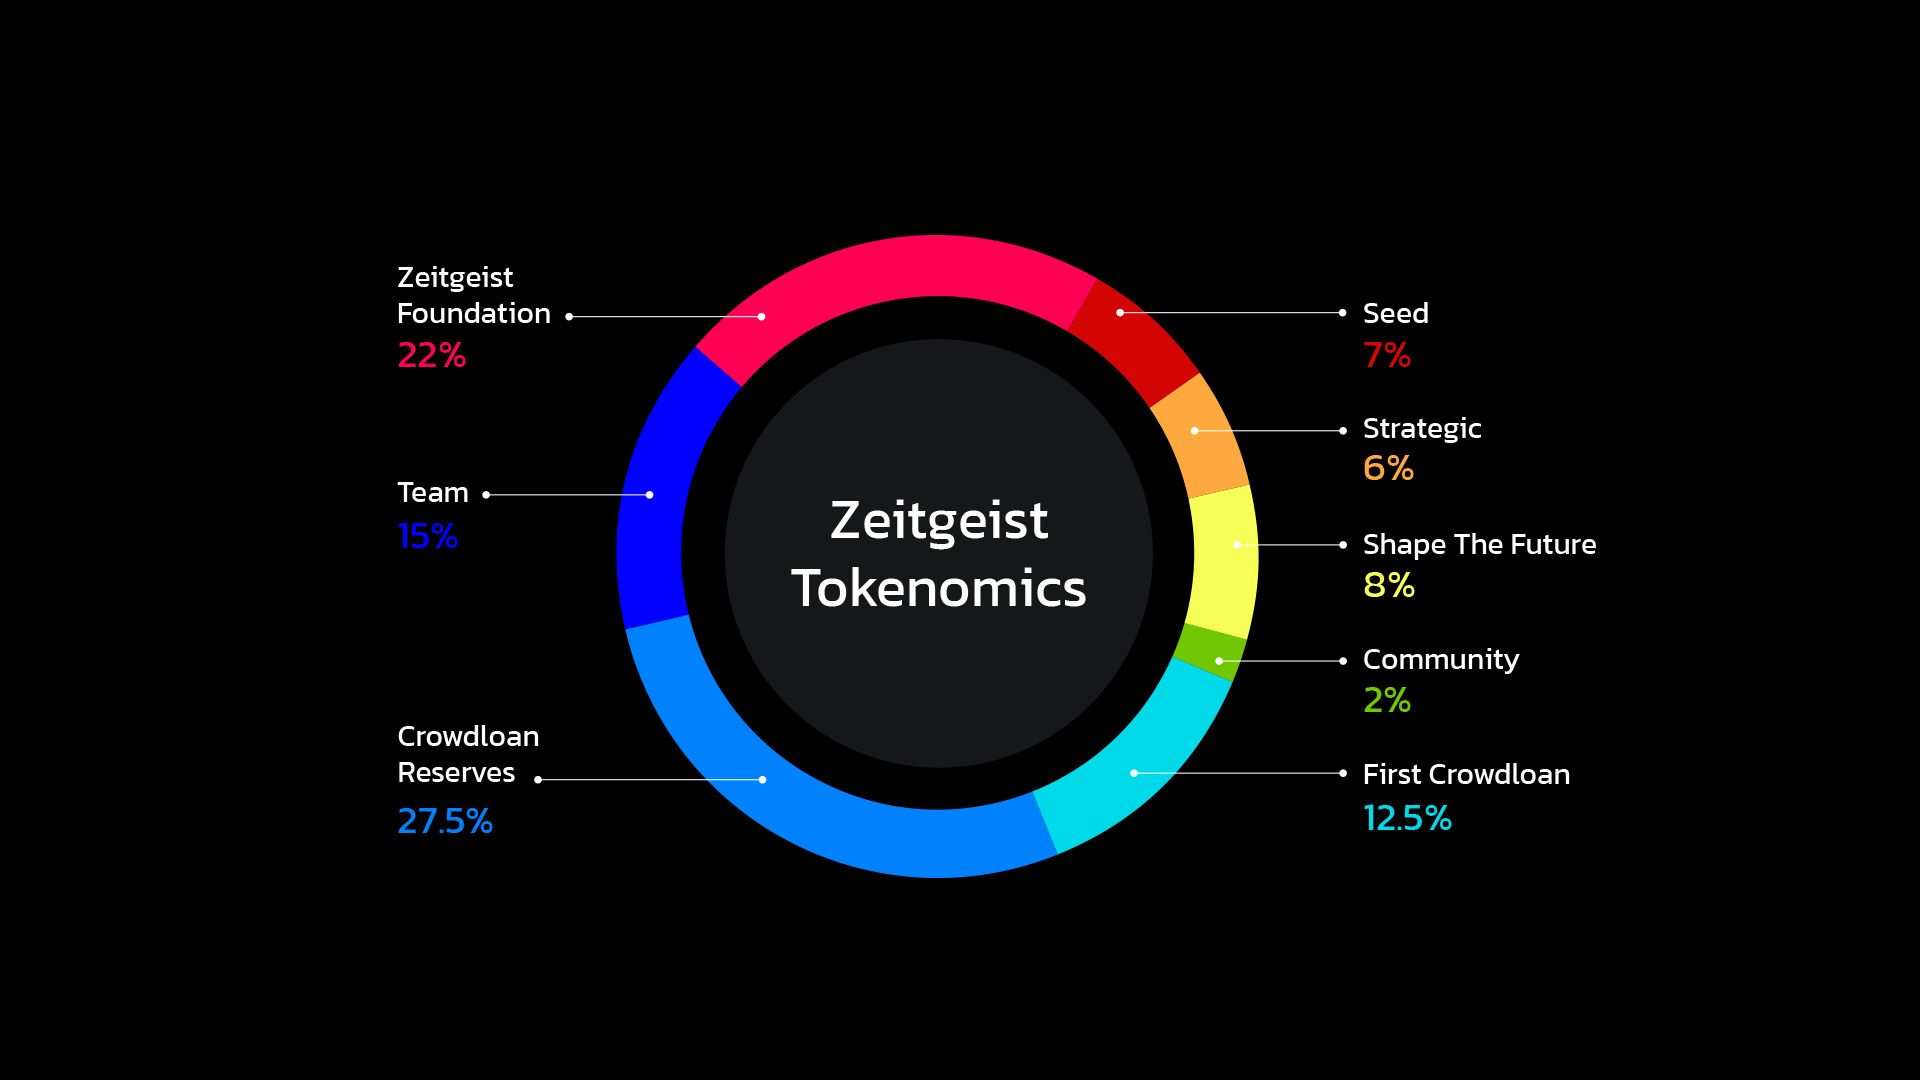 Zeitgeist
Foundation
22%
Team
15%
Crowdloan
Reserves
27.5%
Zeitgeist
Tokenomics
Seed
7%
Strategic
6%
Shape The Future
8%
Community
2%
First Crowdloan
12.5%